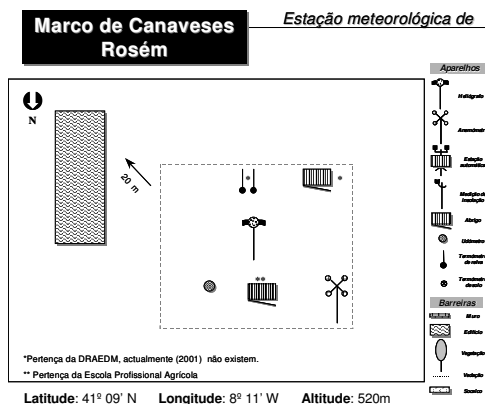 Estação meteorológica de
Marco de Canaveses
Rosém
Aparelhos
Heliógrafo
Anemómetr
Estação
automática
Medição de
insolação
Abrigo
Udómetro
Termómetro
de relva
Termómetro
de solo
Barreiras
Muro
Edifício
Vegetação
Vedação
Socalco
N
20 m
*
*
**
*Pertença da DRAEDM, actualmente (2001) não existem.
** Pertença da Escola Profissional Agrícola
Latitude: 41º 09' N Longitude: 8º 11' W Altitude: 520m